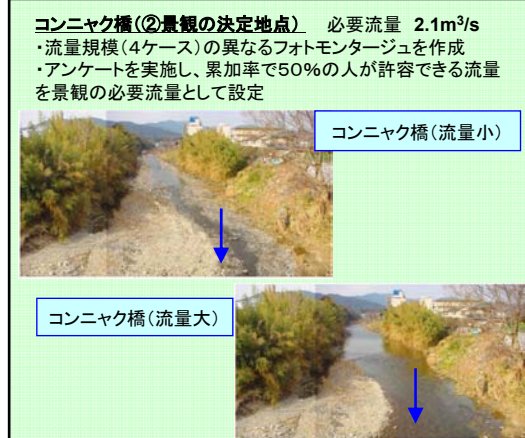 コンニャク橋(②景観の決定地点) 必要流量 2.1m³/s
・流量規模(4ケース)の異なるフォトモンタージュを作成
・アンケートを実施し、累加率で50%の人が許容できる流量
を景観の必要流量として設定
コンニャク橋(流量小)
コンニャク橋(流量大)